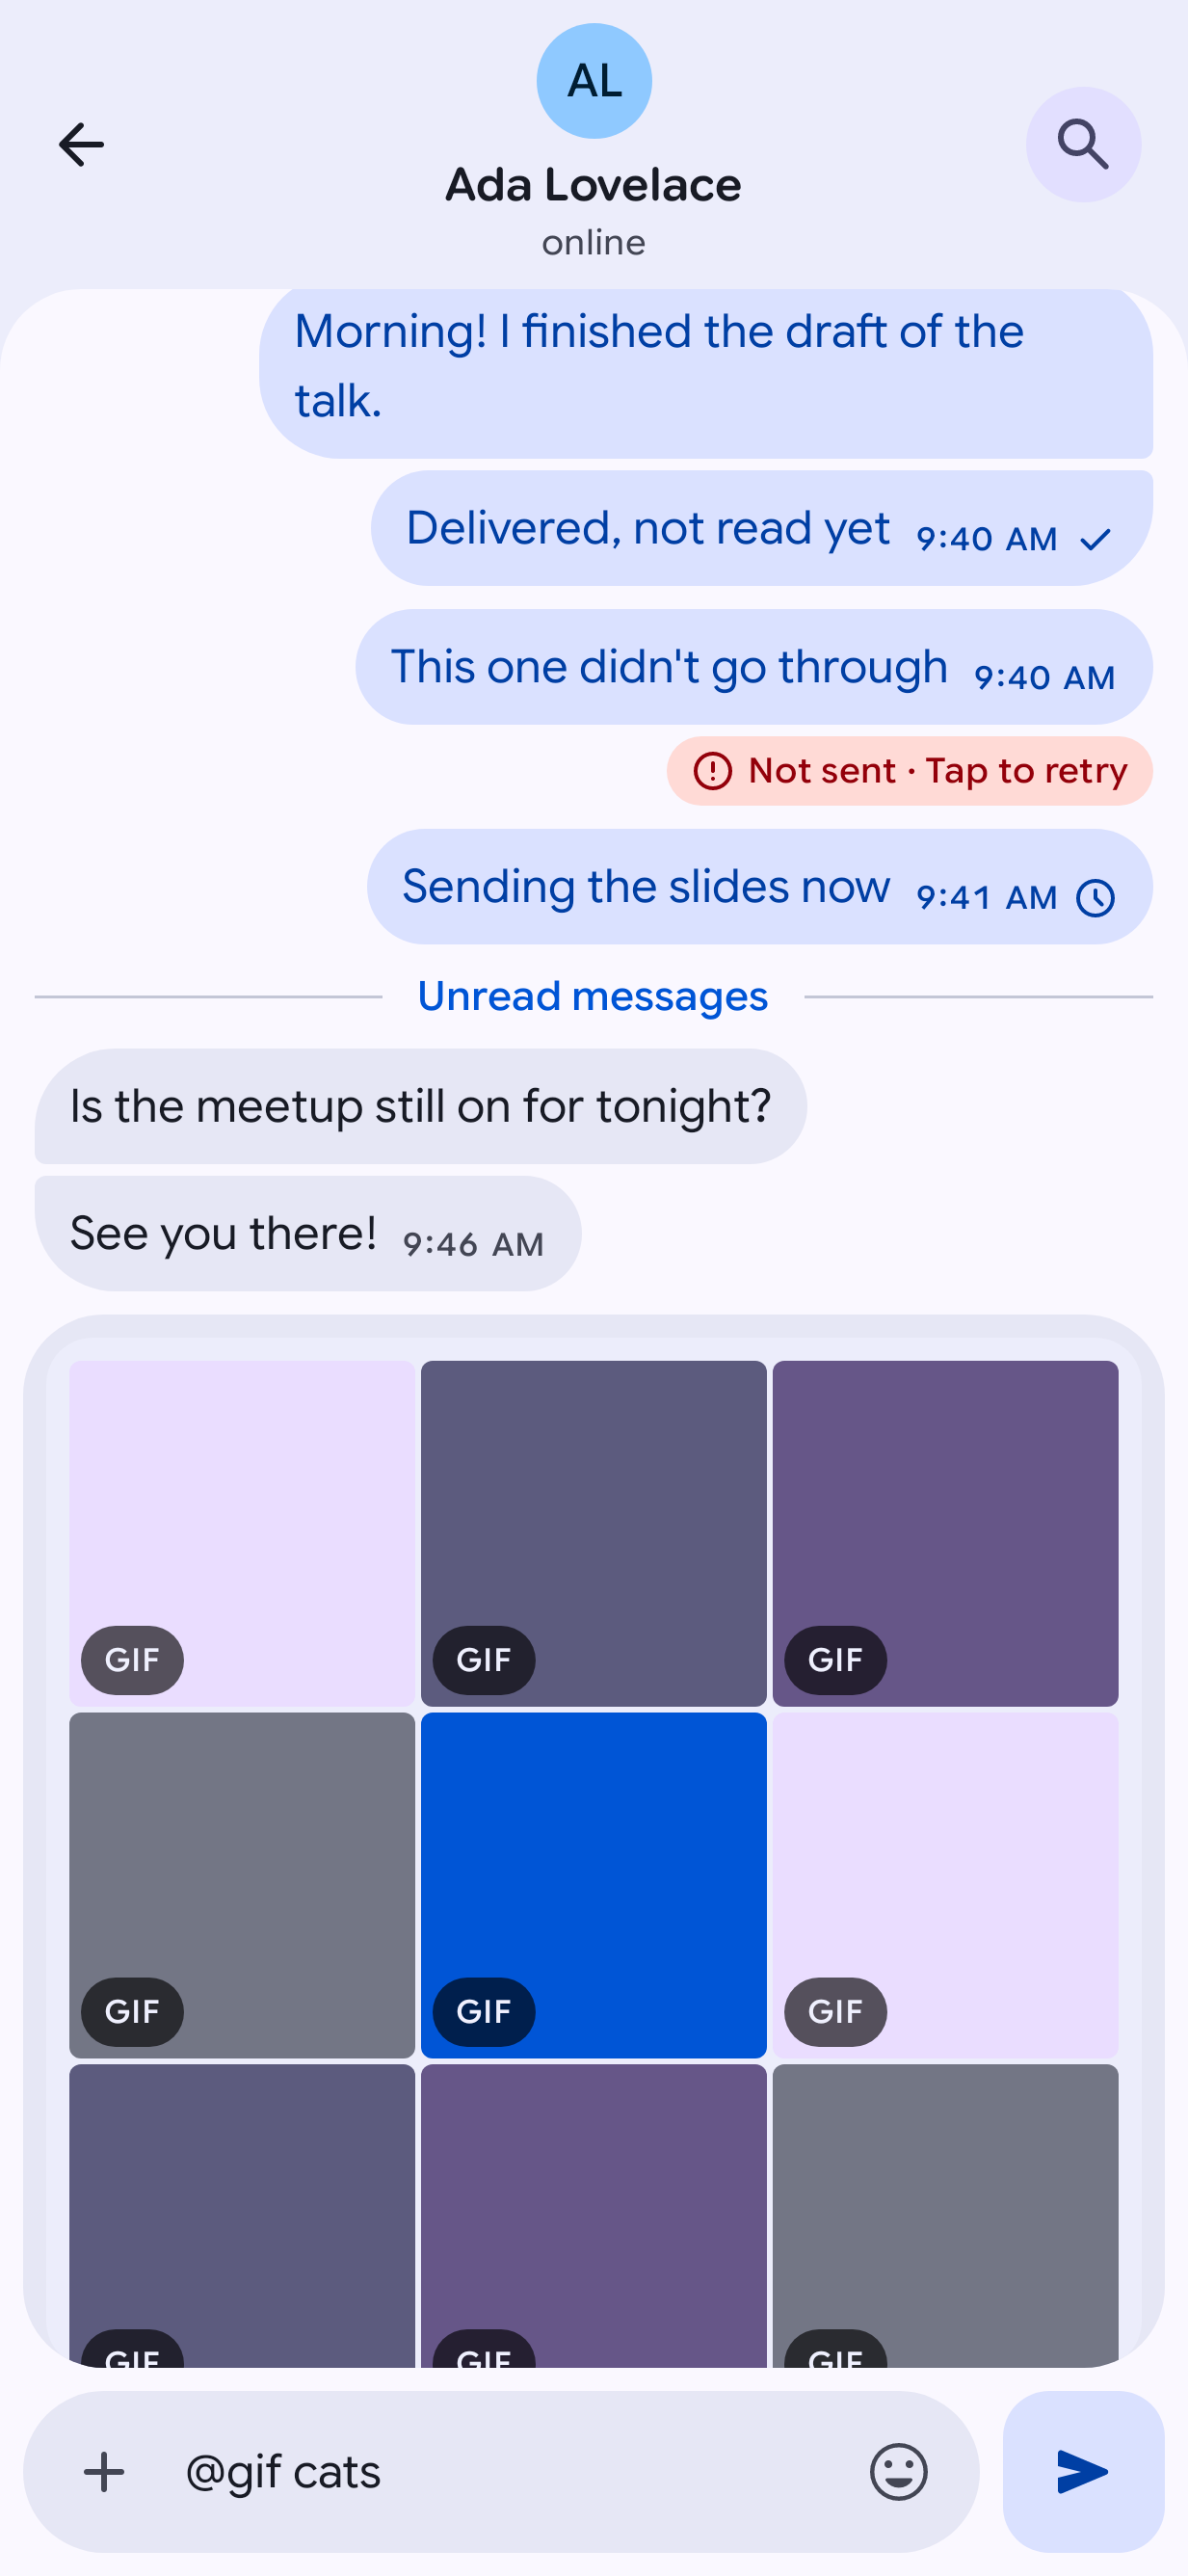 AL
Ada Lovelace
online
Morning! I finished the draft of the
talk.
Delivered, not read yet 9:40 AM
This one didn't go through 9:40 AM
Not sent · Tap to retry
Sending the slides now 9:41 AM
Unread messages
Is the meetup still on for tonight?
See you there! 9:46 AM
GIF GIF GIF
GIF GIF GIF
GIF GIF GIF
@gif cats